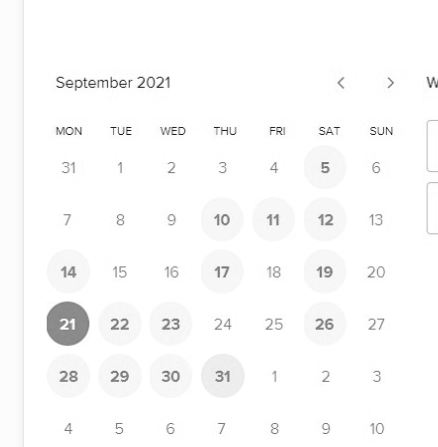 September 2021
W
MON TUE WED THU FRI SAT SUN
31 1 2 3 4 5 6
7 8 9 10 11 12 13
14 15 16 17 18 19 20
21 22 23 24 25 26 27
28 29 30 31 1 2 3
4 5 6 7 8 9 10